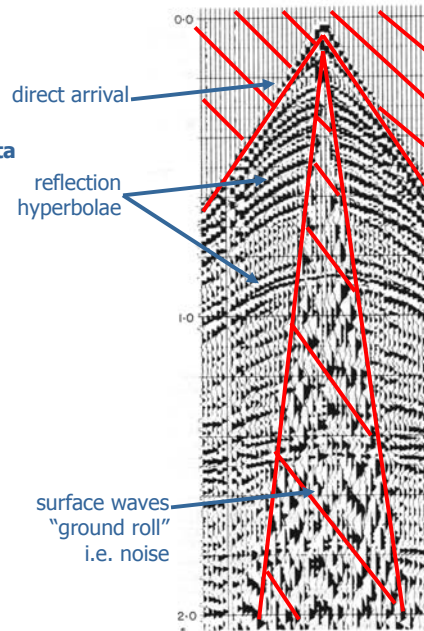 0·0
direct arrival
ta
reflection
hyperbolae
1·0
surface waves
“ground roll”
i.e. noise
2·0